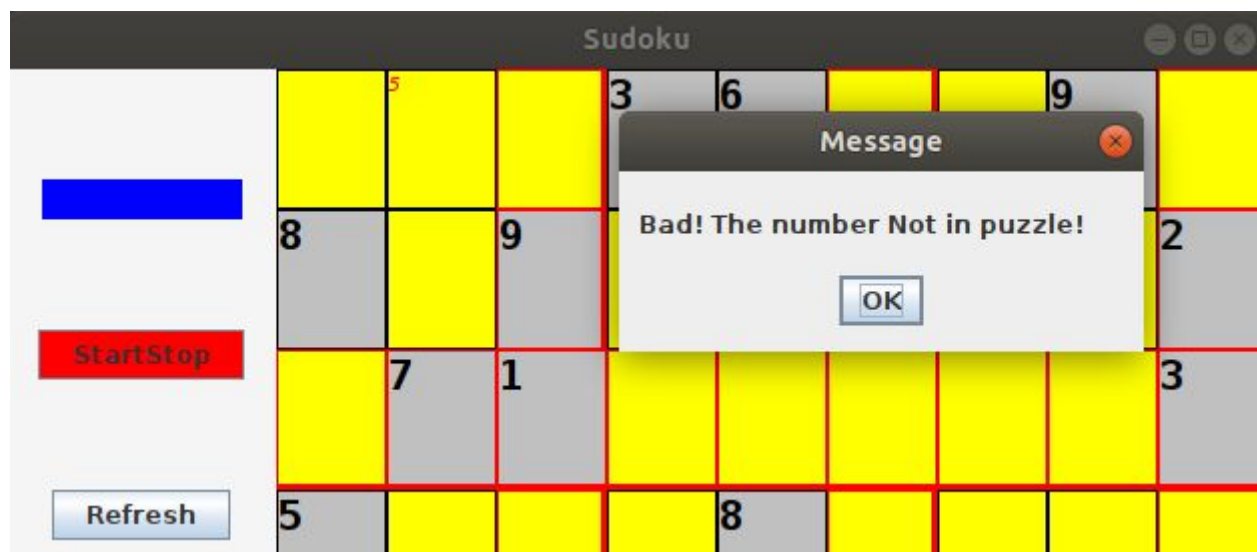 Sudoku
5
3 6 9
Message
8 9 Bad! The number Not in puzzle! 2
OK
StartStop
7 1 3
Refresh
5 8